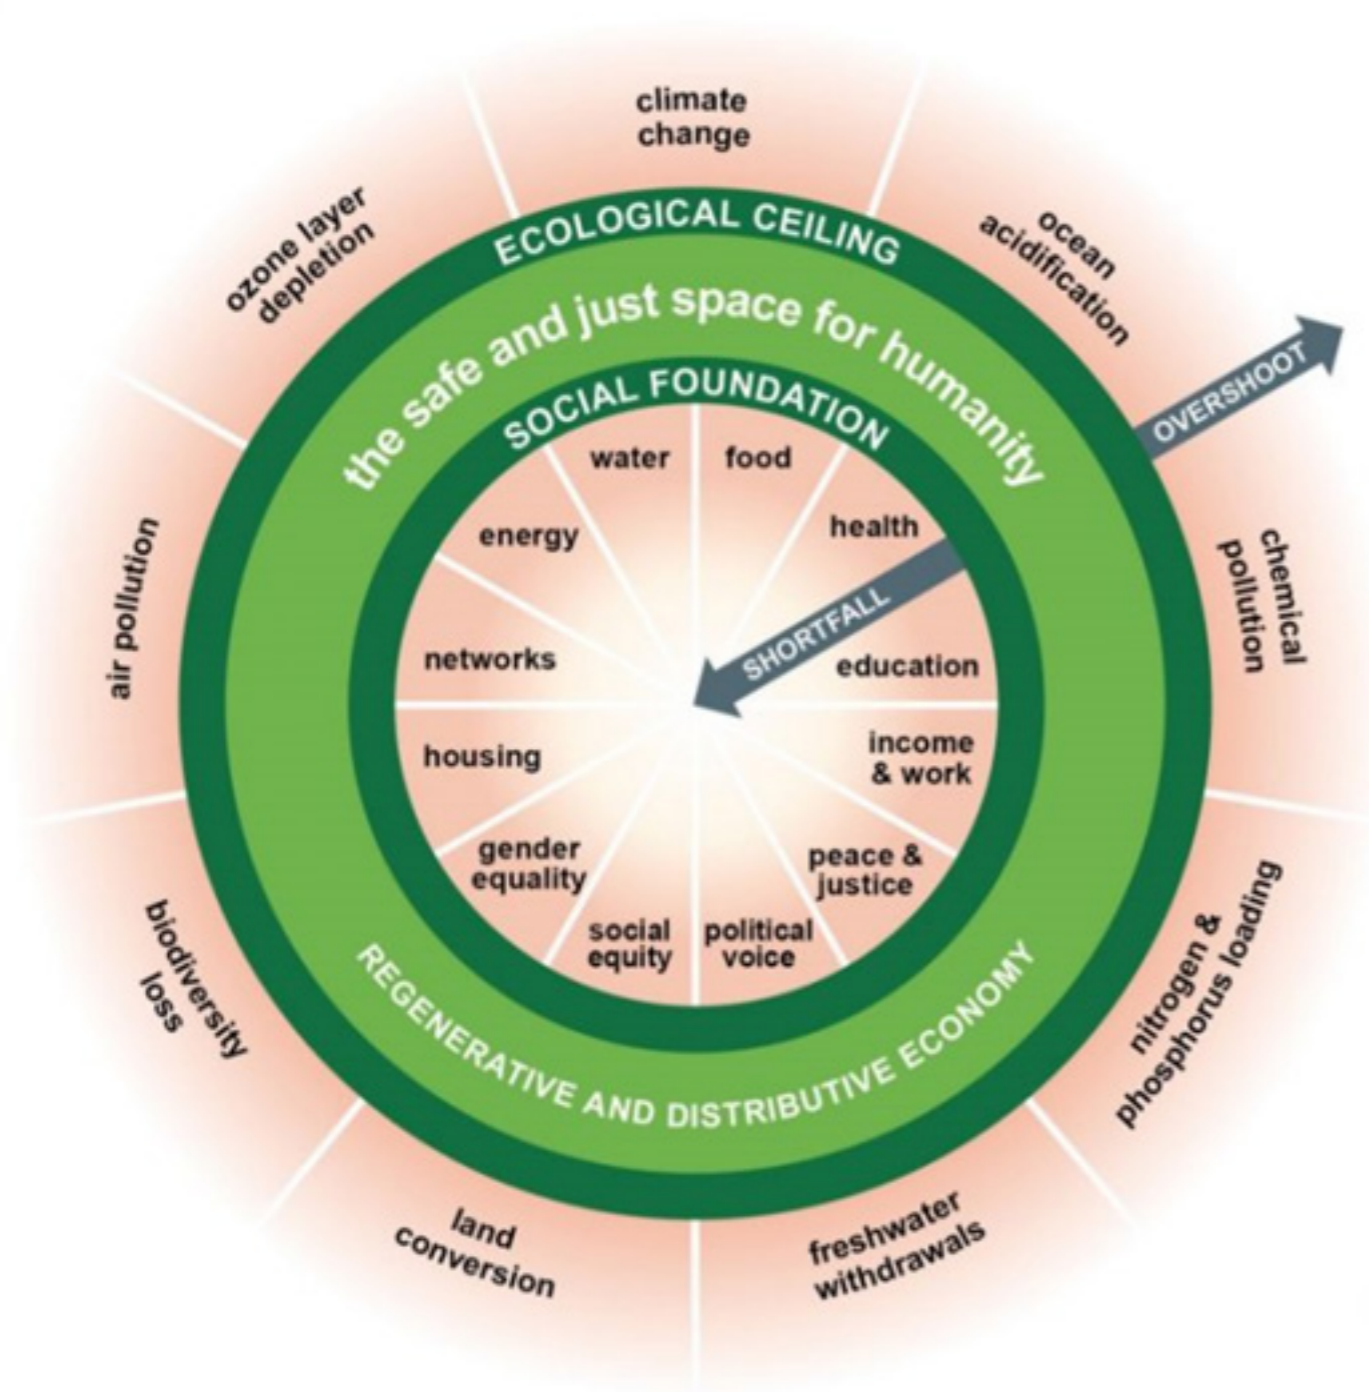 climate
change
ocean
acidification
OVERSHOOT
chemical
pollution
nitrogen &
phosphorus loading
freshwater
withdrawals
land
conversion
biodiversity
loss
air pollution
ozone layer
depletion
ECOLOGICAL CEILING
the safe and just space for humanity
SOCIAL FOUNDATION
water
food
health
SHORTFALL
education
income
& work
peace &
justice
political
voice
social
equity
gender
equality
housing
networks
energy
REGENERATIVE AND DISTRIBUTIVE ECONOMY